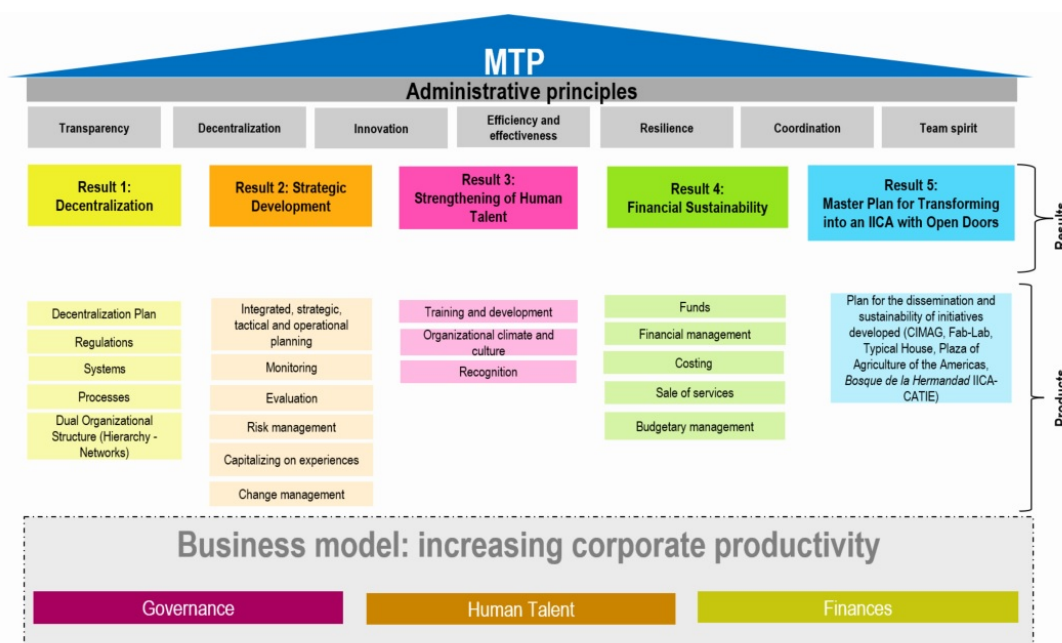 MTP
Administrative principles
Transparency
Decentralization
Innovation
Efficiency and
effectiveness
Resilience
Coordination
Team spirit
Result 1:
Decentralization
Result 2: Strategic
Development
Result 3:
Strengthening of Human
Talent
Result 4:
Financial Sustainability
Result 5:
Master Plan for Transforming
into an IICA with Open Doors
Results
Decentralization Plan
Regulations
Systems
Processes
Dual Organizational
Structure (Hierarchy -
Networks)
Integrated, strategic,
tactical and operational
planning
Monitoring
Evaluation
Risk management
Capitalizing on experiences
Change management
Training and development
Organizational climate and
culture
Recognition
Funds
Financial management
Costing
Sale of services
Budgetary management
Plan for the dissemination and
sustainability of initiatives
developed (CIMAG, Fab-Lab,
Typical House, Plaza of
Agriculture of the Americas,
Bosque de la Hermandad IICA-
CATIE)
Products
Business model: increasing corporate productivity
Governance
Human Talent
Finances